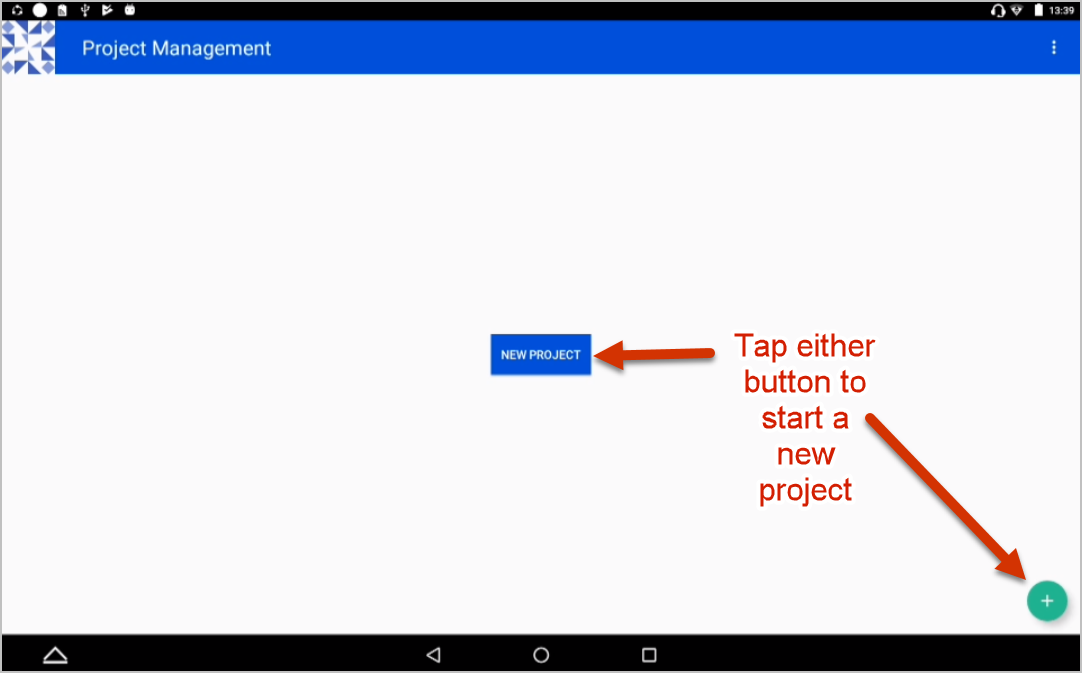 13:39
Project Management
NEW PROJECT
Tap either
button to
start a
new
project
+